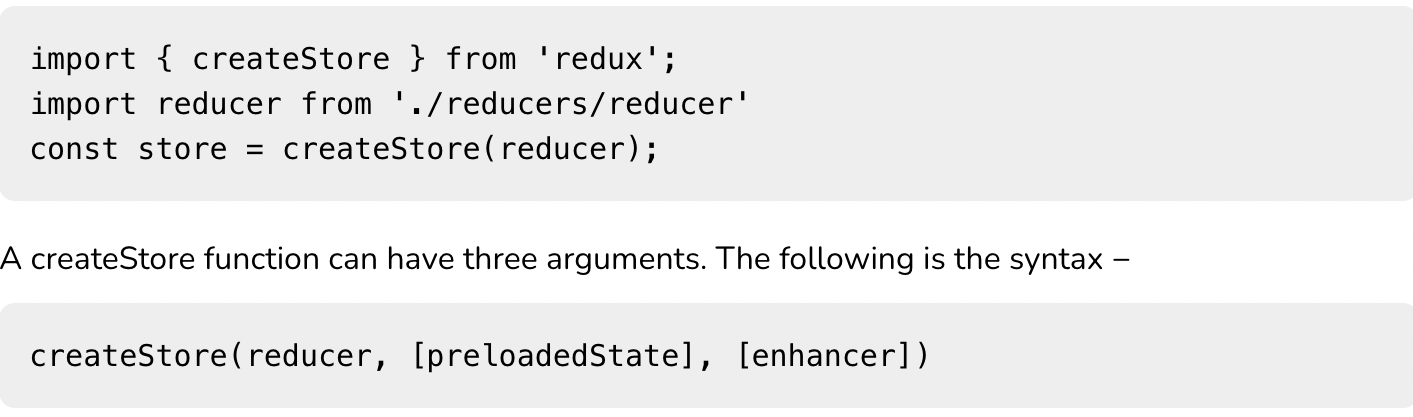 import { createStore } from 'redux';
import reducer from './reducers/reducer'
const store = createStore(reducer);
A createStore function can have three arguments. The following is the syntax −
createStore(reducer, [preloadedState], [enhancer])